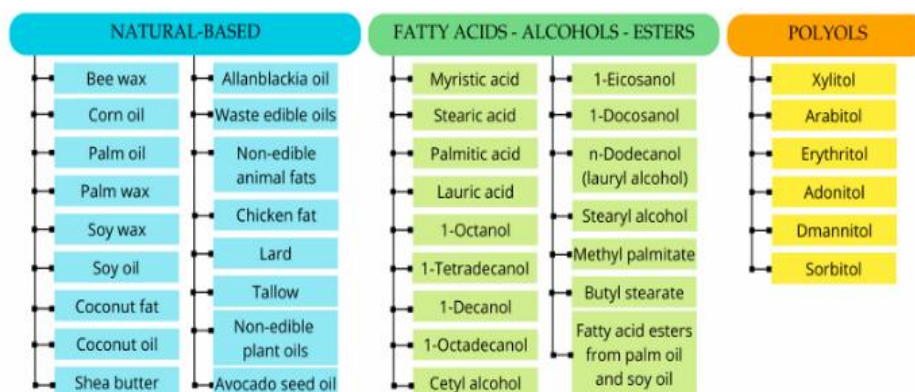 NATURAL-BASED
Bee wax
Corn oil
Palm oil
Palm wax
Soy wax
Soy oil
Coconut fat
Coconut oil
Shea butter
Allanblackia oil
Waste edible oils
Non-edible
animal fats
Chicken fat
Lard
Tallow
Non-edible
plant oils
Avocado seed oil
FATTY ACIDS - ALCOHOLS - ESTERS
Myristic acid
Stearic acid
Palmitic acid
Lauric acid
1-Octanol
1-Tetradecanol
1-Decanol
1-Octadecanol
Cetyl alcohol
1-Eicosanol
1-Docosanol
n-Dodecanol
(lauryl alcohol)
Stearyl alcohol
Methyl palmitate
Butyl stearate
Fatty acid esters
from palm oil
and soy oil
POLYOLS
Xylitol
Arabitol
Erythritol
Adonitol
Dmannitol
Sorbitol